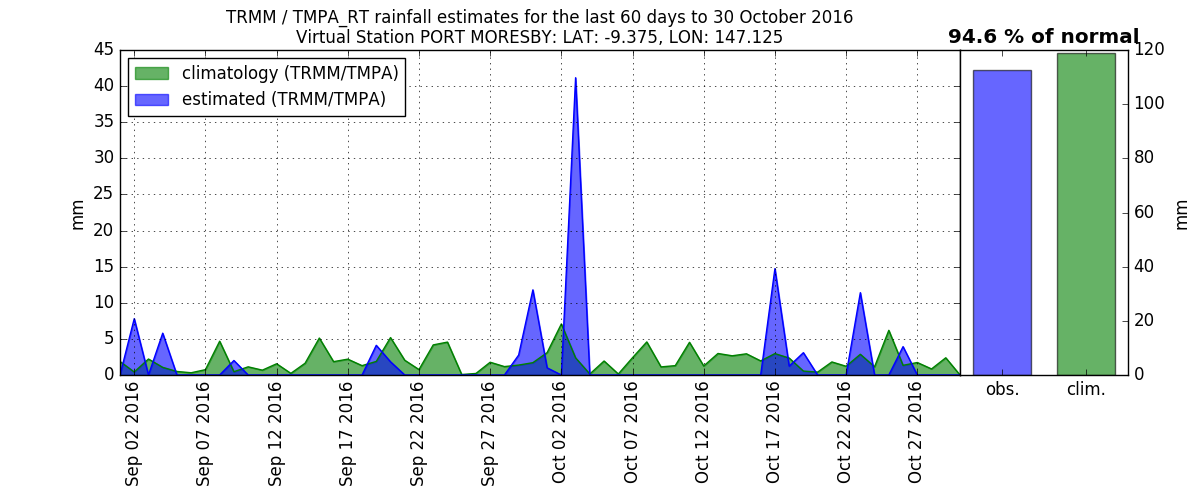 TRMM / TMPA_RT rainfall estimates for the last 60 days to 30 October 2016
Virtual Station PORT MORESBY: LAT: -9.375, LON: 147.125
94.6 % of normal
climatology (TRMM/TMPA)
estimated (TRMM/TMPA)
45
40
35
30
25
20
15
10
5
0
mm
Sep 02 2016
Sep 07 2016
Sep 12 2016
Sep 17 2016
Sep 22 2016
Sep 27 2016
Oct 02 2016
Oct 07 2016
Oct 12 2016
Oct 17 2016
Oct 22 2016
Oct 27 2016
120
100
80
60
40
20
0
mm
obs.
clim.